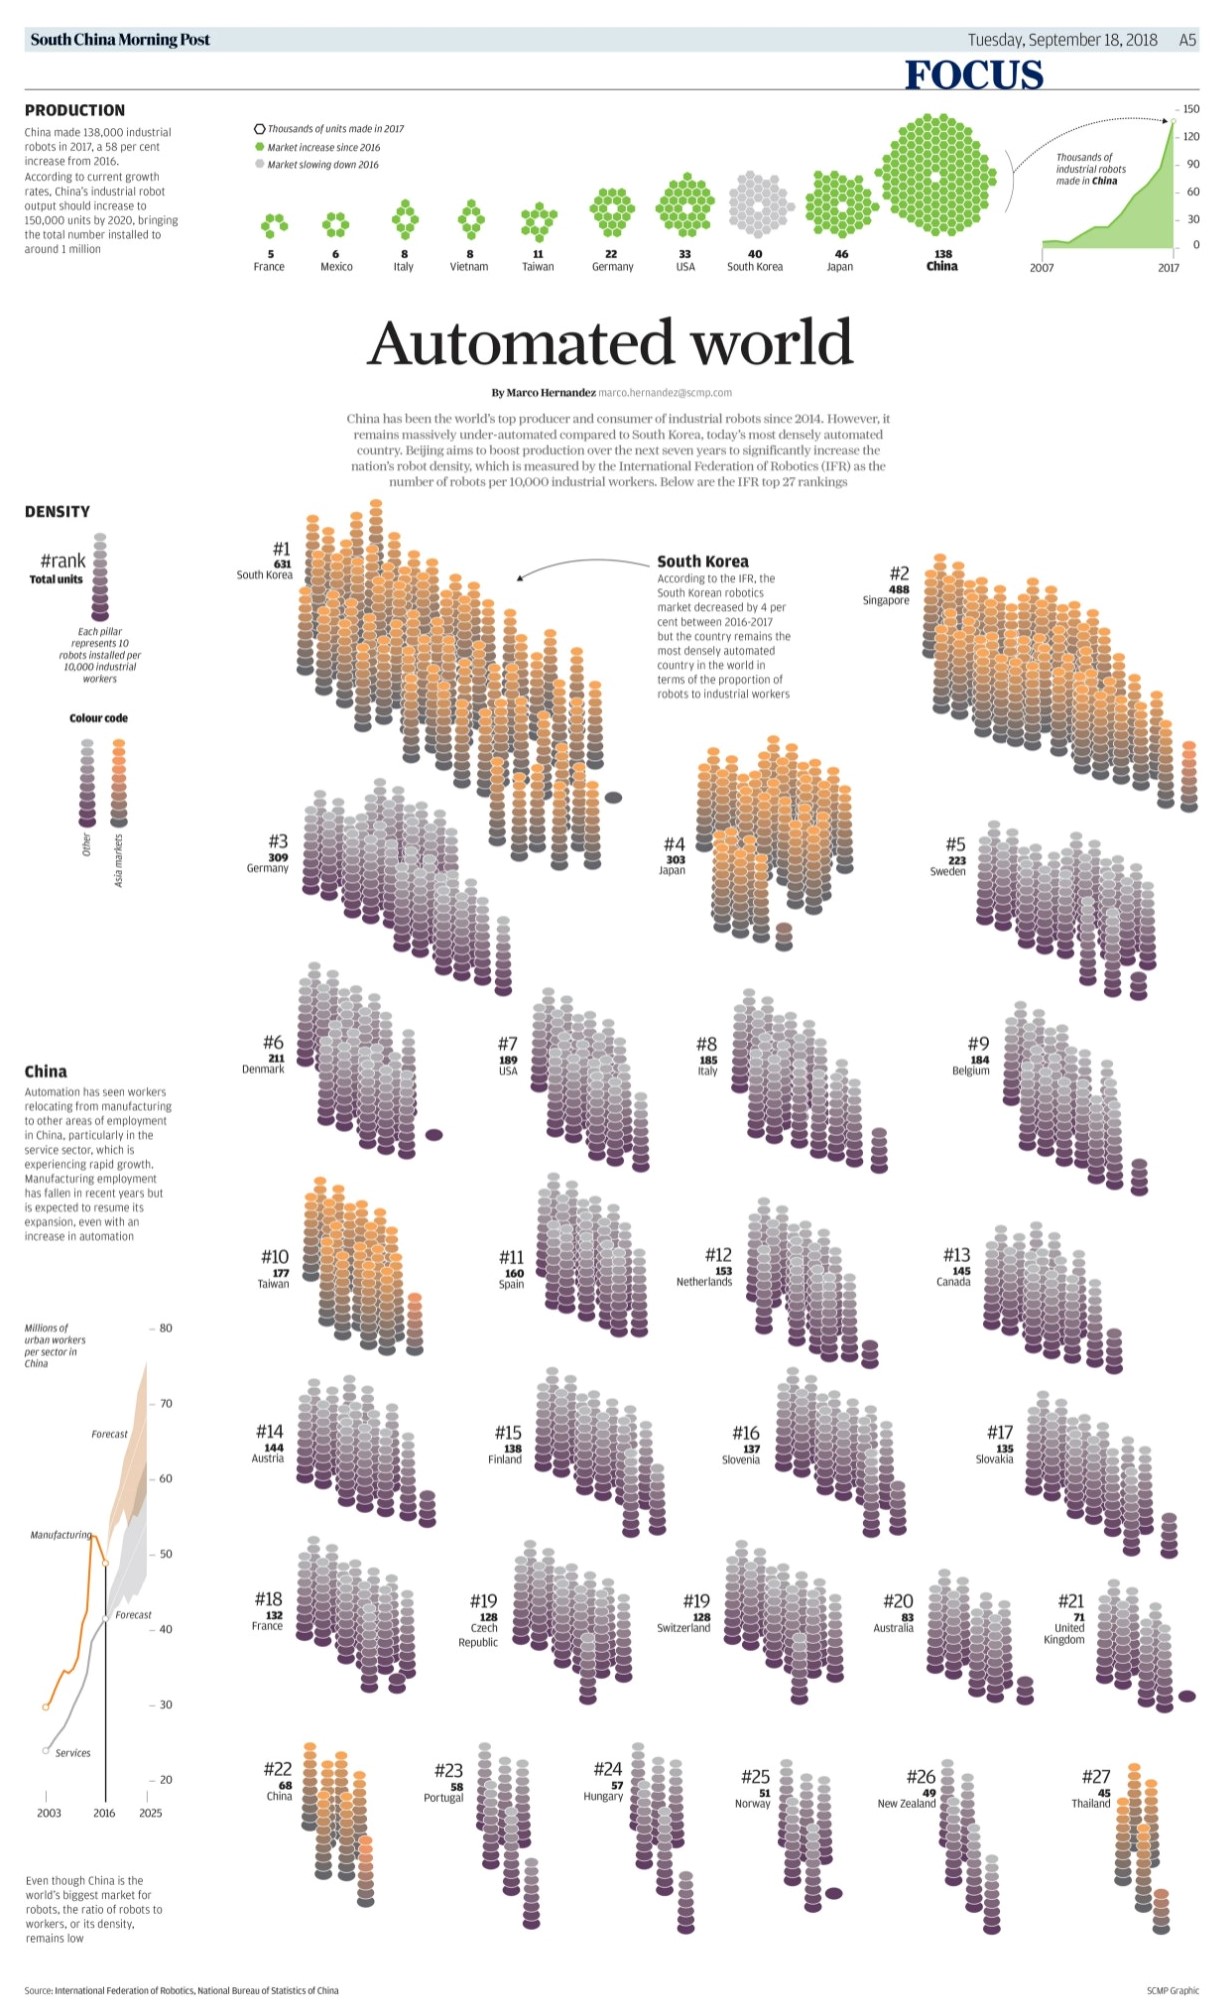 South China Morning Post
Tuesday, September 18, 2018 A5
FOCUS
PRODUCTION
China made 138,000 industrial
robots in 2017, a 58 per cent
increase from 2016.
According to current growth
rates, China's industrial robot
output should increase to
150,000 units by 2020, bringing
the total number installed to
around 1 million
Thousands of units made in 2017
Market increase since 2016
Market slowing down 2016
5
France
6
Mexico
8
Italy
8
Vietnam
11
Taiwan
22
Germany
33
USA
40
South Korea
46
Japan
138
China
Thousands of
industrial robots
made in China
150
120
90
60
30
0
2007
2017
Automated world
By Marco Hernandez marco.hernandez@scmp.com
China has been the world's top producer and consumer of industrial robots since 2014. However, it
remains massively under-automated compared to South Korea, today's most densely automated
country. Beijing aims to boost production over the next seven years to significantly increase the
nation's robot density, which is measured by the International Federation of Robotics (IFR) as the
number of robots per 10,000 industrial workers. Below are the IFR top 27 rankings
DENSITY
#rank
Total units
Each pillar
represents 10
robots installed per
10,000 industrial
workers
Colour code
Other
Asia markets
#1
631
South Korea
South Korea
According to the IFR, the
South Korean robotics
market decreased by 4 per
cent between 2016-2017
but the country remains the
most densely automated
country in the world in
terms of the proportion of
robots to industrial workers
#2
488
Singapore
#3
309
Germany
#4
303
Japan
#5
223
Sweden
#6
211
Denmark
#7
189
USA
#8
185
Italy
#9
184
Belgium
China
Automation has seen workers
relocating from manufacturing
to other areas of employment
in China, particularly in the
service sector, which is
experiencing rapid growth.
Manufacturing employment
has fallen in recent years but
is expected to resume its
expansion, even with an
increase in automation
#10
177
Taiwan
#11
160
Spain
#12
153
Netherlands
#13
145
Canada
Millions of
urban workers
per sector in
China
80
70
60
50
40
30
20
Forecast
Manufacturing
Forecast
Services
2003
2016
2025
#14
144
Austria
#15
138
Finland
#16
137
Slovenia
#17
135
Slovakia
#18
132
France
#19
128
Czech
Republic
#19
128
Switzerland
#20
83
Australia
#21
71
United
Kingdom
#22
68
China
#23
58
Portugal
#24
57
Hungary
#25
51
Norway
#26
49
New Zealand
#27
45
Thailand
Even though China is the
world's biggest market for
robots, the ratio of robots to
workers, or its density,
remains low
Source: International Federation of Robotics, National Bureau of Statistics of China
SCMP Graphic